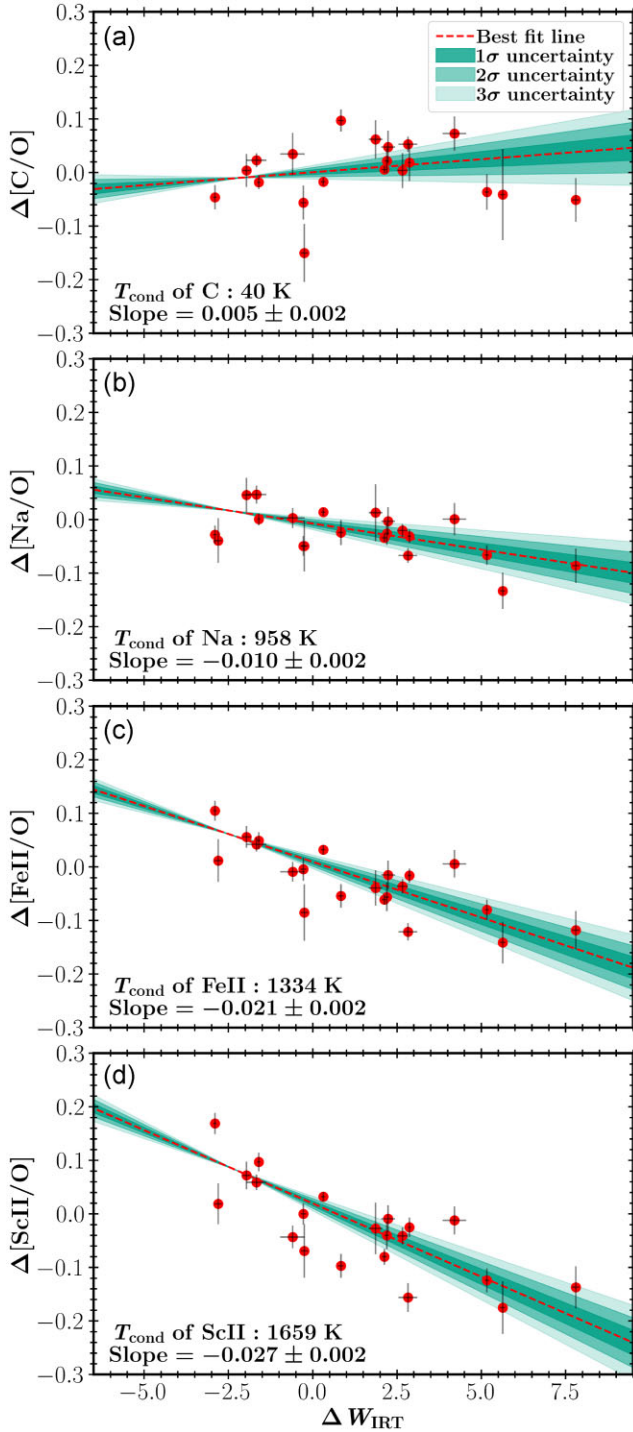 (a)
Best fit line
1σ uncertainty
2σ uncertainty
3σ uncertainty
0.3
0.2
0.1
0.0
−0.1
−0.2
−0.3
Δ[C/O]
T_cond of C : 40 K
Slope = 0.005 ± 0.002
(b)
0.3
0.2
0.1
0.0
−0.1
−0.2
−0.3
Δ[Na/O]
T_cond of Na : 958 K
Slope = −0.010 ± 0.002
(c)
0.3
0.2
0.1
0.0
−0.1
−0.2
−0.3
Δ[FeII/O]
T_cond of FeII : 1334 K
Slope = −0.021 ± 0.002
(d)
0.3
0.2
0.1
0.0
−0.1
−0.2
−0.3
Δ[ScII/O]
T_cond of ScII : 1659 K
Slope = −0.027 ± 0.002
−5.0 −2.5 0.0 2.5 5.0 7.5
Δ W_IRT